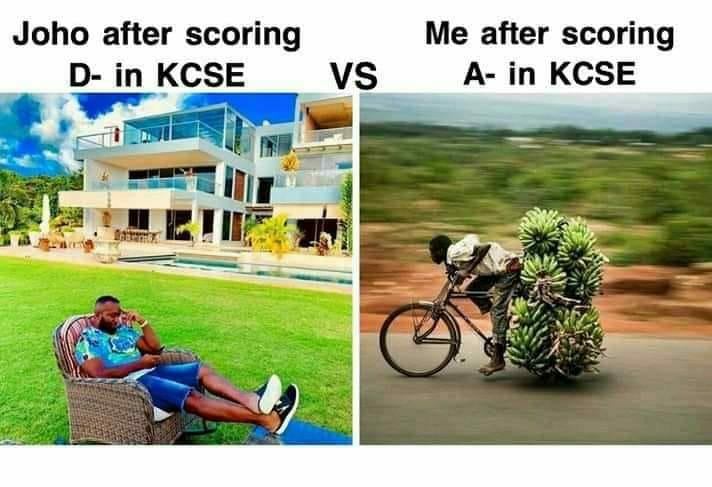 Joho after scoring
D- in KCSE
VS
Me after scoring
A- in KCSE